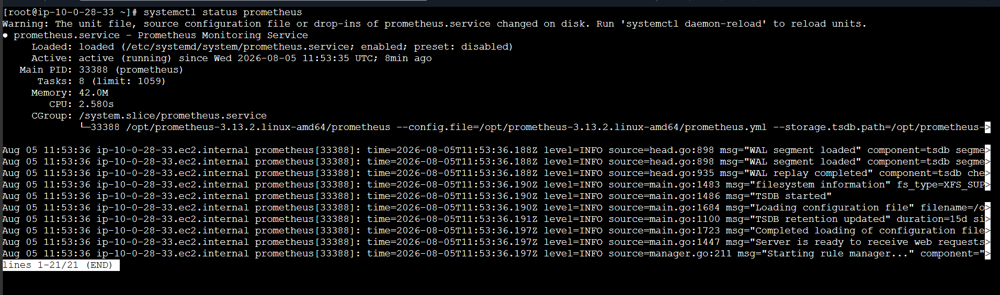 [root@ip-10-0-28-33 ~]# systemctl status prometheus
Warning: The unit file, source configuration file or drop-ins of prometheus.service changed on disk. Run 'systemctl daemon-reload' to reload units.
● prometheus.service - Prometheus Monitoring Service
     Loaded: loaded (/etc/systemd/system/prometheus.service; enabled; preset: disabled)
     Active: active (running) since Wed 2026-08-05 11:53:35 UTC; 8min ago
   Main PID: 33388 (prometheus)
      Tasks: 8 (limit: 1059)
     Memory: 42.0M
        CPU: 2.580s
     CGroup: /system.slice/prometheus.service
             └─33388 /opt/prometheus-3.13.2.linux-amd64/prometheus --config.file=/opt/prometheus-3.13.2.linux-amd64/prometheus.yml --storage.tsdb.path=/opt/prometheus->
Aug 05 11:53:36 ip-10-0-28-33.ec2.internal prometheus[33388]: time=2026-08-05T11:53:36.188Z level=INFO source=head.go:898 msg="WAL segment loaded" component=tsdb segme>
Aug 05 11:53:36 ip-10-0-28-33.ec2.internal prometheus[33388]: time=2026-08-05T11:53:36.188Z level=INFO source=head.go:898 msg="WAL segment loaded" component=tsdb segme>
Aug 05 11:53:36 ip-10-0-28-33.ec2.internal prometheus[33388]: time=2026-08-05T11:53:36.188Z level=INFO source=head.go:935 msg="WAL replay completed" component=tsdb che>
Aug 05 11:53:36 ip-10-0-28-33.ec2.internal prometheus[33388]: time=2026-08-05T11:53:36.190Z level=INFO source=main.go:1483 msg="filesystem information" fs_type=XFS_SUP>
Aug 05 11:53:36 ip-10-0-28-33.ec2.internal prometheus[33388]: time=2026-08-05T11:53:36.190Z level=INFO source=main.go:1486 msg="TSDB started"
Aug 05 11:53:36 ip-10-0-28-33.ec2.internal prometheus[33388]: time=2026-08-05T11:53:36.190Z level=INFO source=main.go:1684 msg="Loading configuration file" filename=/o>
Aug 05 11:53:36 ip-10-0-28-33.ec2.internal prometheus[33388]: time=2026-08-05T11:53:36.191Z level=INFO source=main.go:1100 msg="TSDB retention updated" duration=15d si>
Aug 05 11:53:36 ip-10-0-28-33.ec2.internal prometheus[33388]: time=2026-08-05T11:53:36.197Z level=INFO source=main.go:1723 msg="Completed loading of configuration file>
Aug 05 11:53:36 ip-10-0-28-33.ec2.internal prometheus[33388]: time=2026-08-05T11:53:36.197Z level=INFO source=main.go:1447 msg="Server is ready to receive web requests>
Aug 05 11:53:36 ip-10-0-28-33.ec2.internal prometheus[33388]: time=2026-08-05T11:53:36.197Z level=INFO source=manager.go:211 msg="Starting rule manager..." component=">
lines 1-21/21 (END)